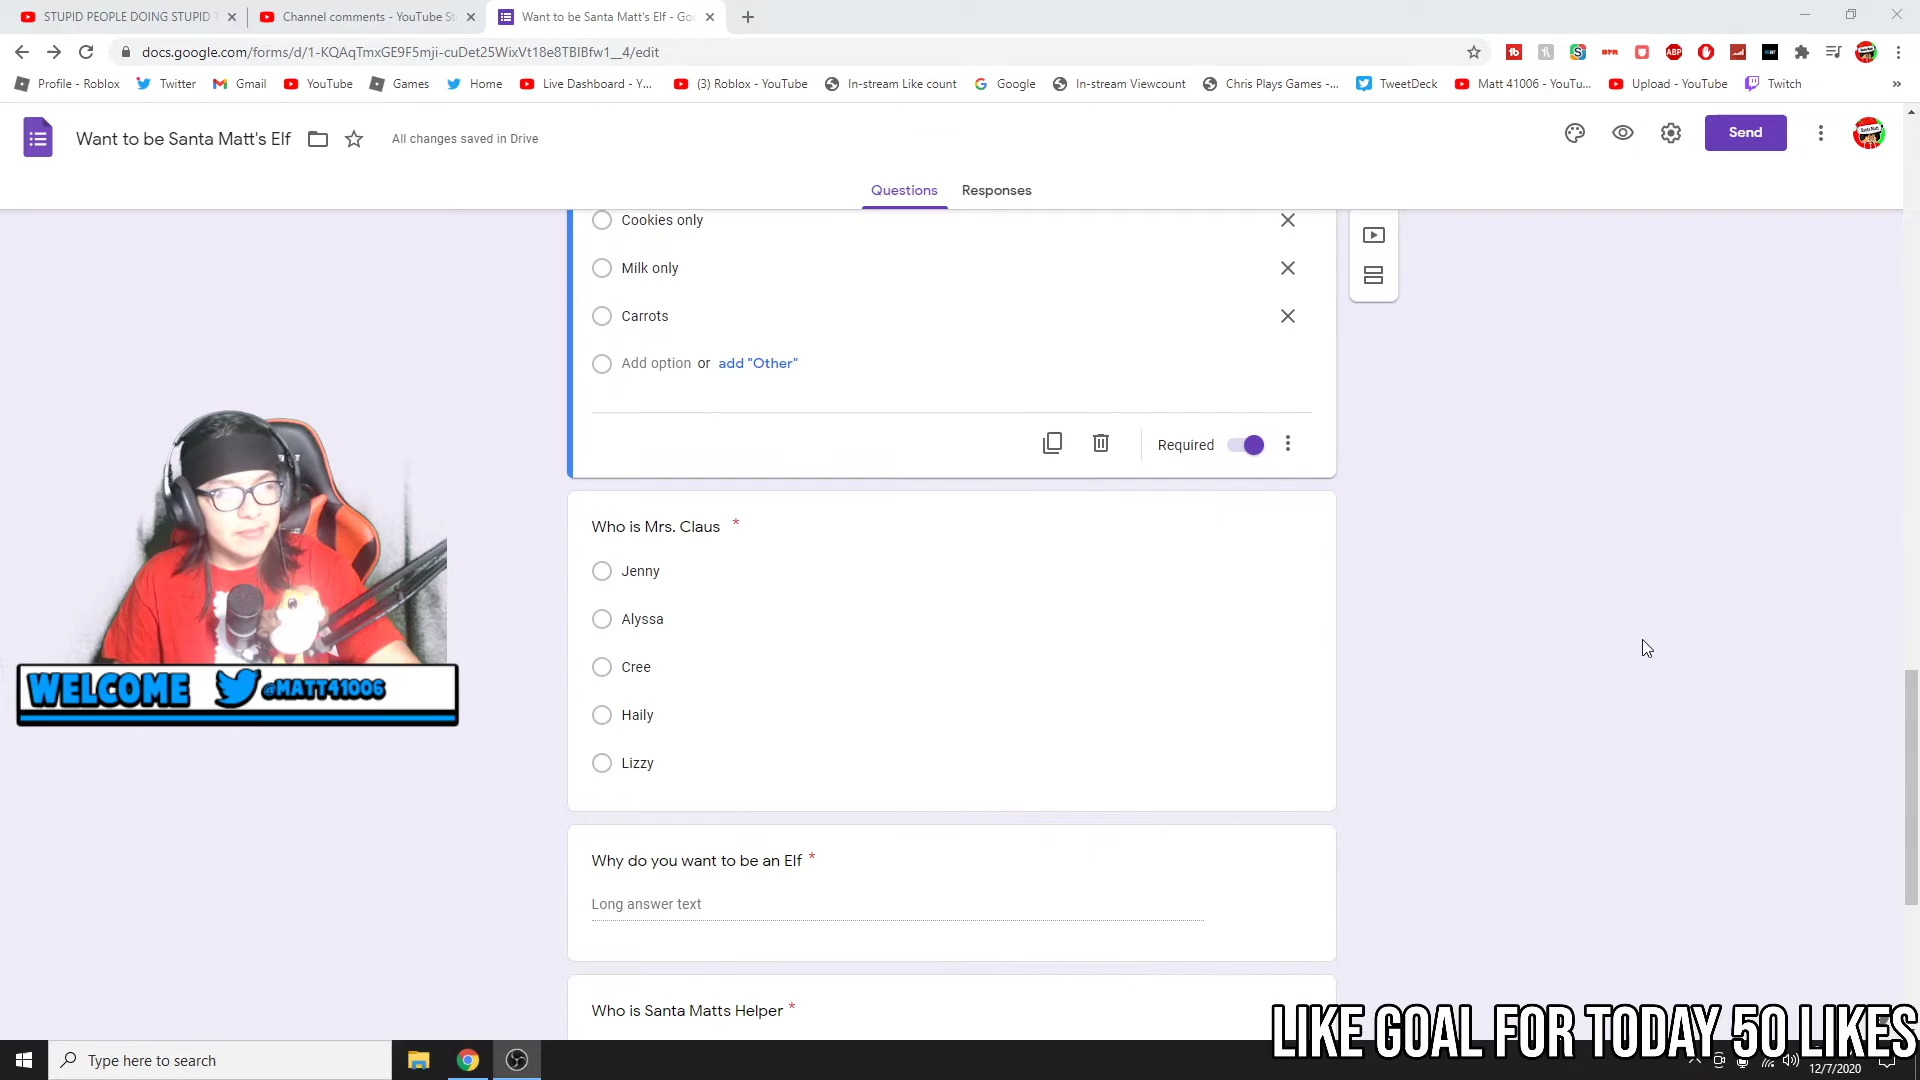 STUPID PEOPLE DOING STUPID T
Channel comments - YouTube St
Want to be Santa Matt's Elf - Goo
docs.google.com/forms/d/1-KQAqTmxGE9F5mji-cuDet25WixVt18e8TBIBfw1__4/edit
Profile - Roblox
Twitter
Gmail
YouTube
Games
Home
Live Dashboard - Y...
(3) Roblox - YouTube
In-stream Like count
Google
In-stream Viewcount
Chris Plays Games -...
TweetDeck
Matt 41006 - YouTu...
Upload - YouTube
Twitch
Want to be Santa Matt's Elf
All changes saved in Drive
Send
Questions
Responses
Cookies only
Milk only
Carrots
Add option or add "Other"
Required
Who is Mrs. Claus *
Jenny
Alyssa
Cree
Haily
Lizzy
Why do you want to be an Elf *
Long answer text
Who is Santa Matts Helper *
WELCOME @MATT41006
LIKE GOAL FOR TODAY 50 LIKES
Type here to search
12/7/2020